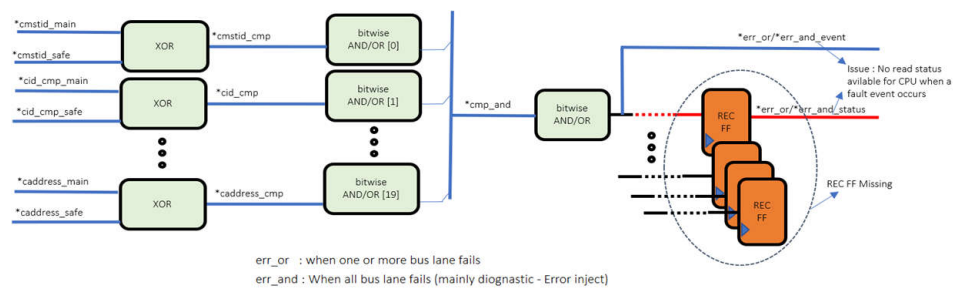 *cmstid_main
*cmstid_safe
*cid_cmp_main
*cid_cmp_safe
*caddress_main
*caddress_safe
XOR
XOR
XOR
*cmstid_cmp
*cid_cmp
*caddress_cmp
bitwise
AND/OR [0]
bitwise
AND/OR [1]
bitwise
AND/OR [19]
*cmp_and
bitwise
AND/OR
*err_or/*err_and_event
Issue : No read status
avilable for CPU when a
fault event occurs
*err_or/*err_and_status
REC
FF
REC
FF
REC FF Missing
err_or : when one or more bus lane fails
err_and : When all bus lane fails (mainly diognastic - Error inject)